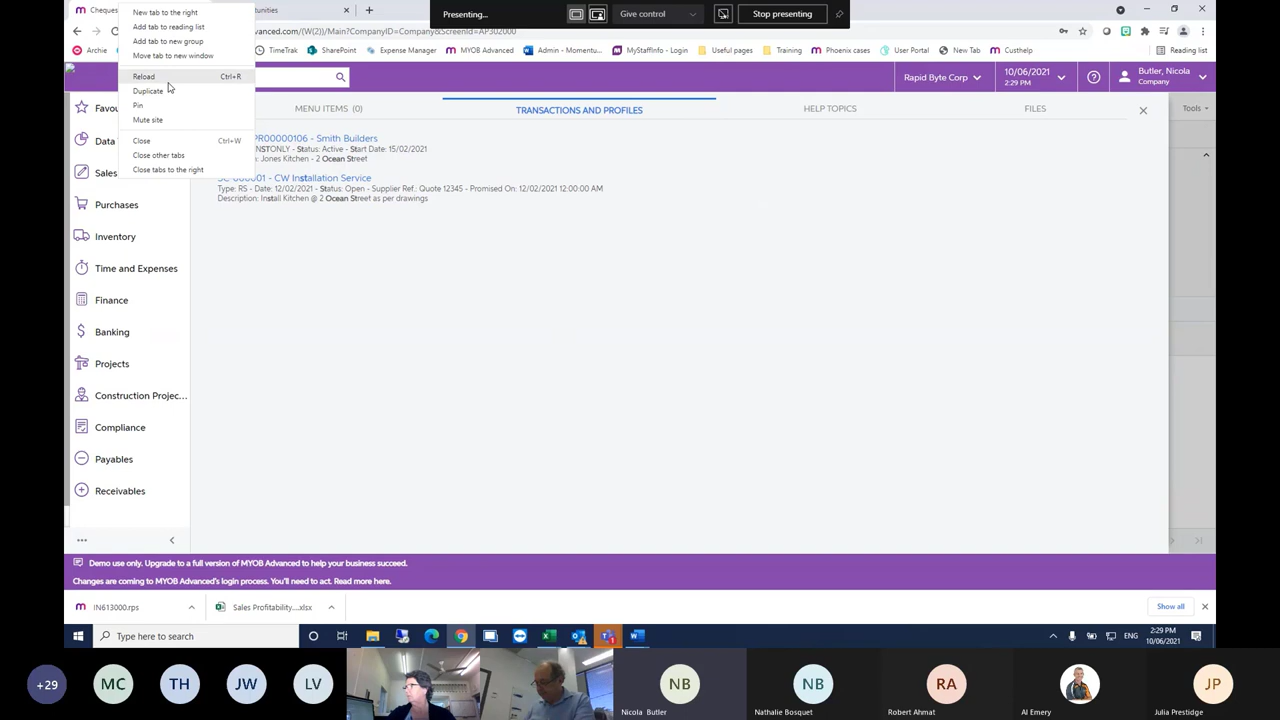 Cheques
New tab to the right
Add tab to reading list
Add tab to new group
Move tab to new window
Reload Ctrl+R
Duplicate
Pin
Mute site
Close Ctrl+W
Close other tabs
Close tabs to the right
Presenting...
Give control
Stop presenting
dvanced.com/(W(2))/Main?CompanyID=Company&ScreenId=AP302000
Archie
TimeTrak
SharePoint
Expense Manager
MYOB Advanced
Admin - Momentu...
MyStaffInfo - Login
Useful pages
Training
Phoenix cases
User Portal
New Tab
Custhelp
Reading list
Rapid Byte Corp
10/06/2021
2:29 PM
Butler, Nicola
Company
MENU ITEMS (0)
TRANSACTIONS AND PROFILES
HELP TOPICS
FILES
Tools
PR00000106 - Smith Builders
NSTONLY - Status: Active - Start Date: 15/02/2021
: Jones Kitchen - 2 Ocean Street
000001 - CW Installation Service
Type: RS - Date: 12/02/2021 - Status: Open - Supplier Ref.: Quote 12345 - Promised On: 12/02/2021 12:00:00 AM
Description: Install Kitchen @ 2 Ocean Street as per drawings
Favou
Data
Sales
Purchases
Inventory
Time and Expenses
Finance
Banking
Projects
Construction Projec...
Compliance
Payables
Receivables
Demo use only. Upgrade to a full version of MYOB Advanced to help your business succeed.
Changes are coming to MYOB Advanced's login process. You'll need to act. Read more here.
IN613000.rps
Sales Profitability....xlsx
Show all
Type here to search
ENG
2:29 PM
10/06/2021
+29
MC
TH
JW
LV
NB
Nicola Butler
NB
Nathalie Bosquet
RA
Robert Ahmat
Al Emery
JP
Julia Prestidge